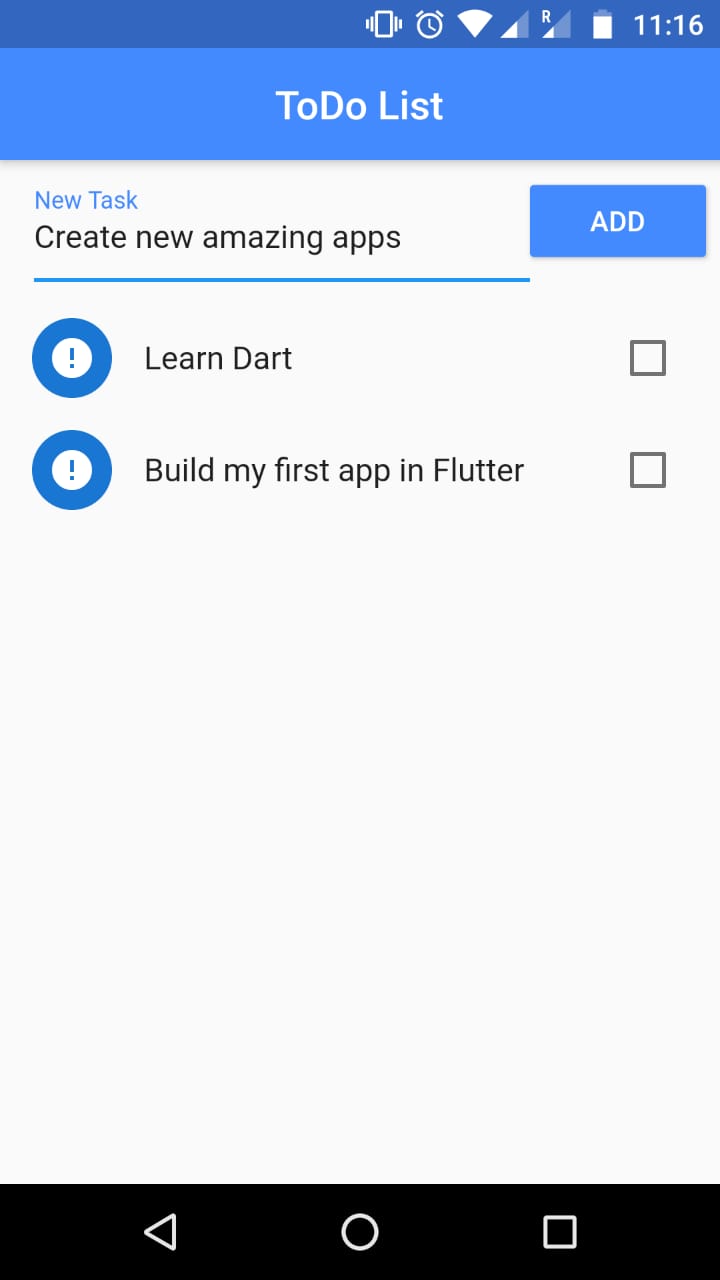 R 11:16
ToDo List
New Task
Create new amazing apps
ADD
Learn Dart
Build my first app in Flutter